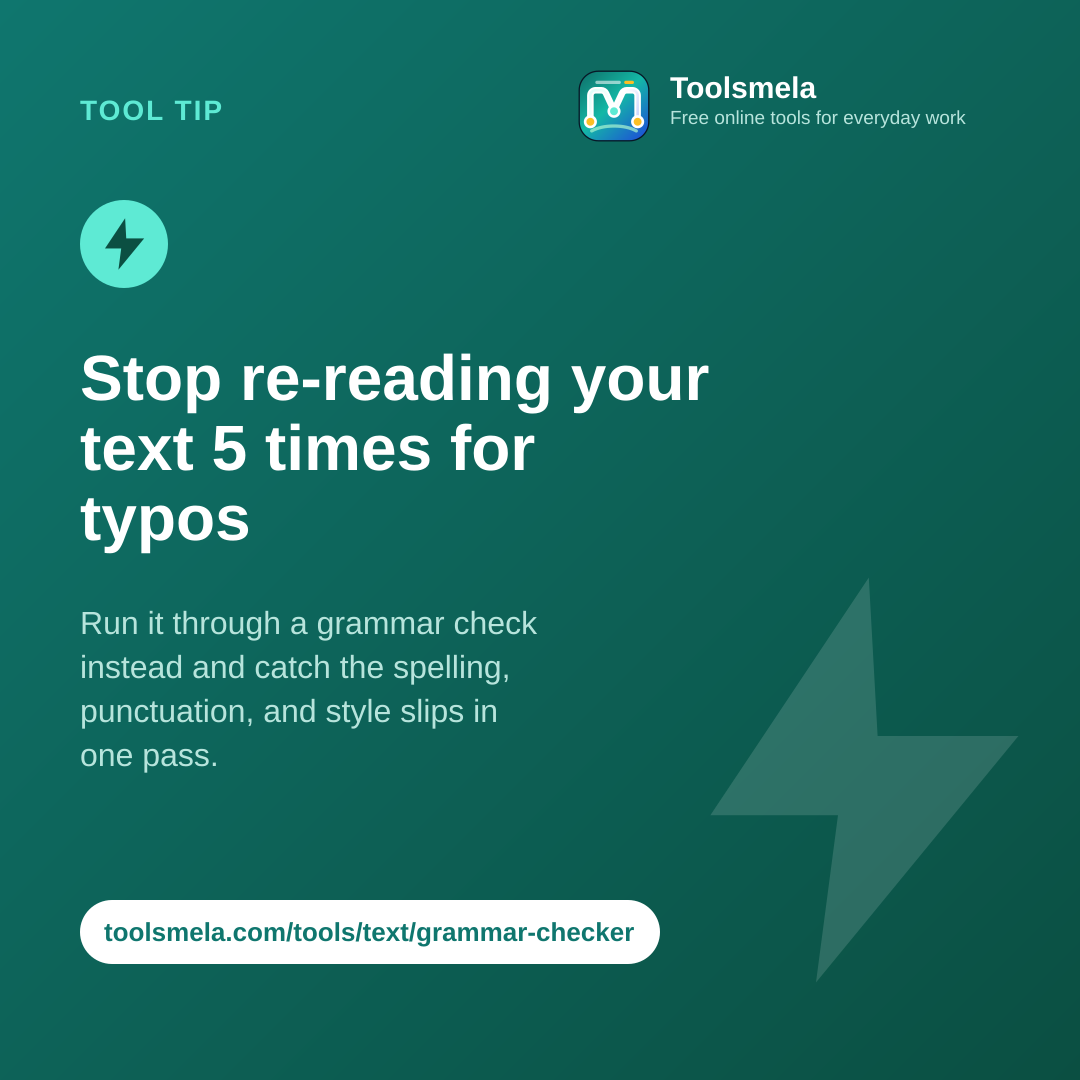 TOOL TIP
Toolsmela
Free online tools for everyday work
Stop re-reading your
text 5 times for
typos
Run it through a grammar check
instead and catch the spelling,
punctuation, and style slips in
one pass.
toolsmela.com/tools/text/grammar-checker